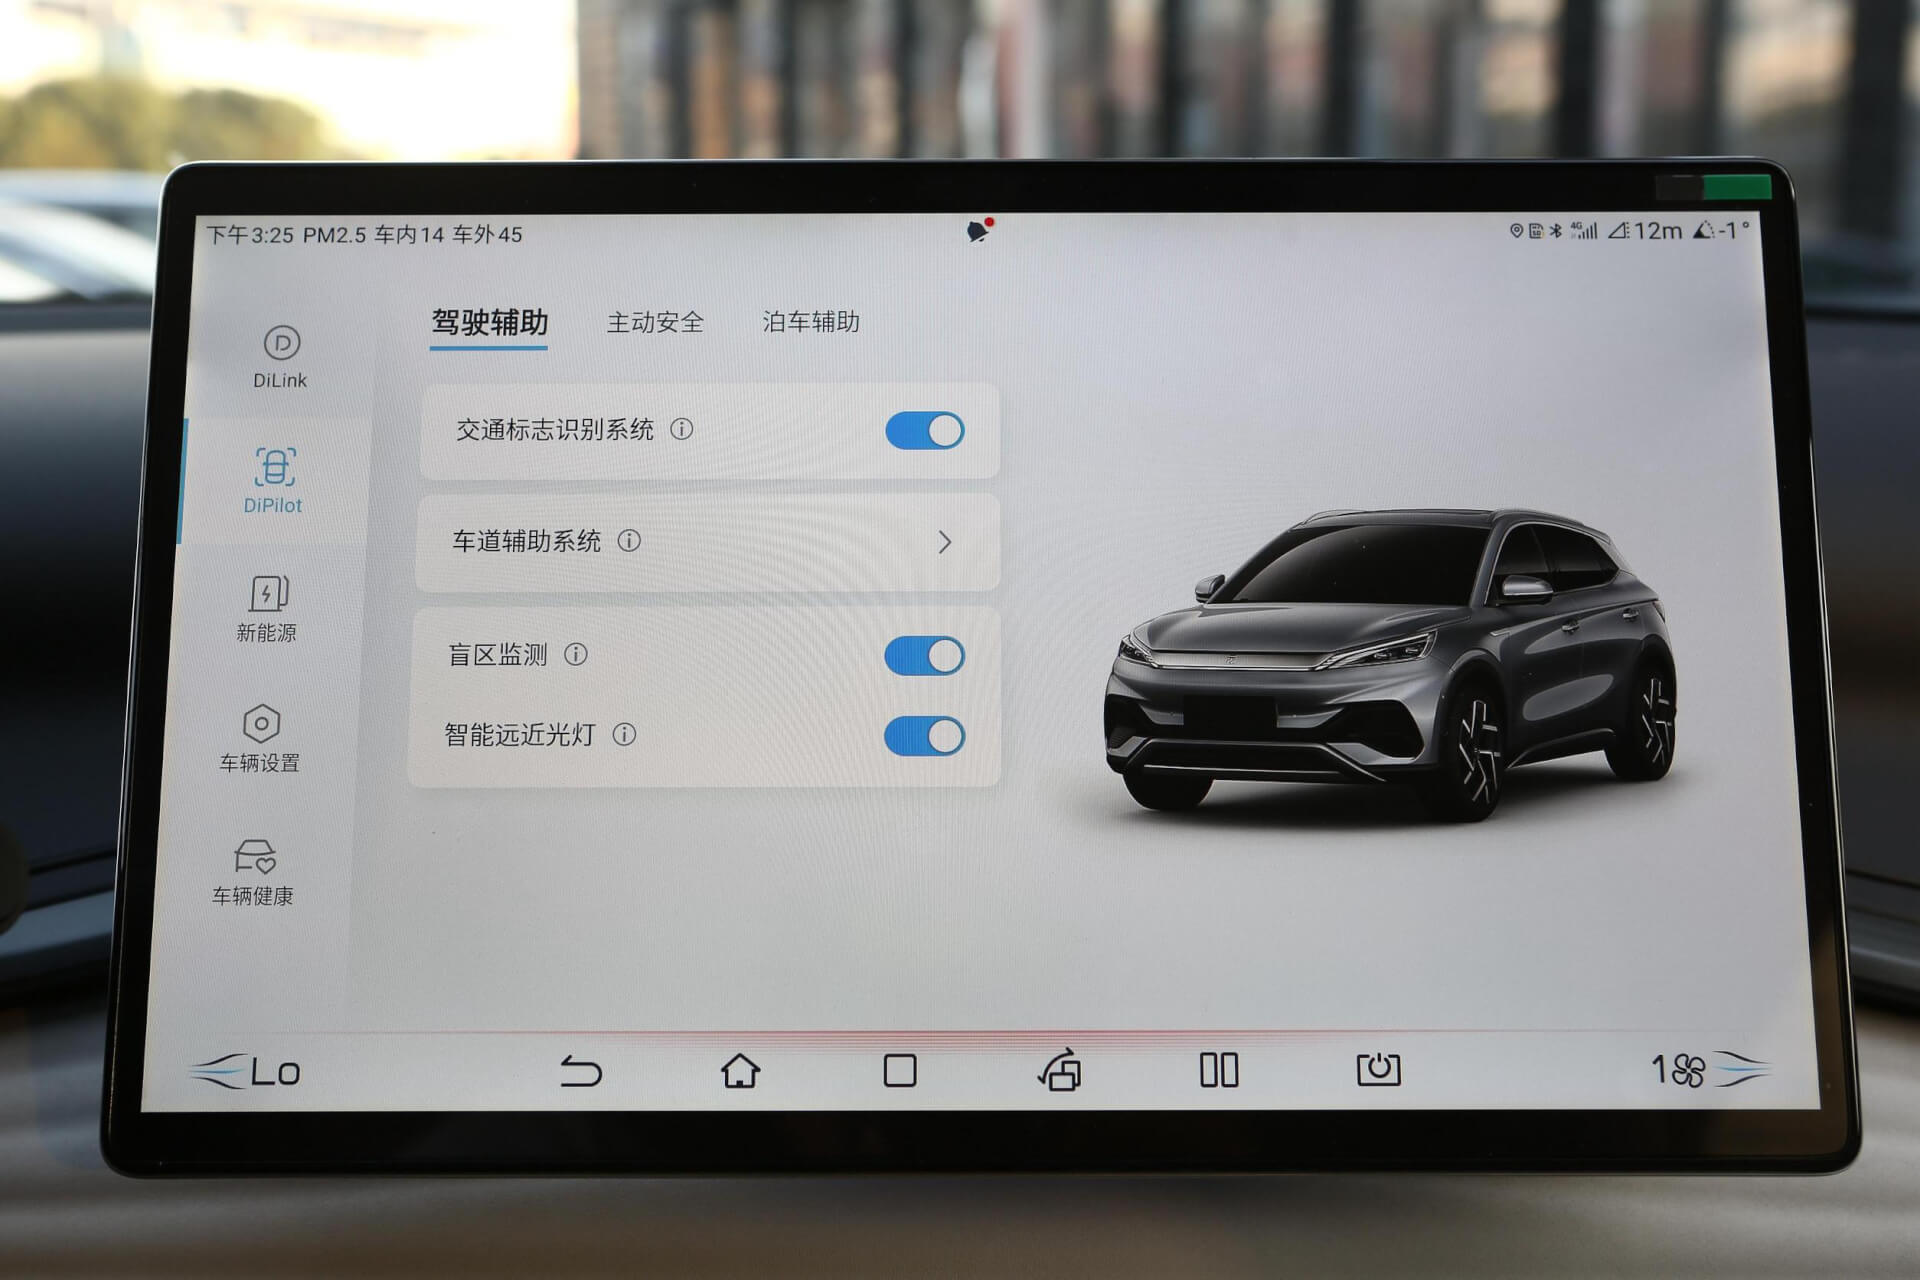 下午3:25 PM2.5 车内14 车外45
4G
12m
-1°
DiLink
DiPilot
新能源
车辆设置
车辆健康
驾驶辅助 主动安全 泊车辅助
交通标志识别系统
车道辅助系统
盲区监测
智能远近光灯
Lo
1